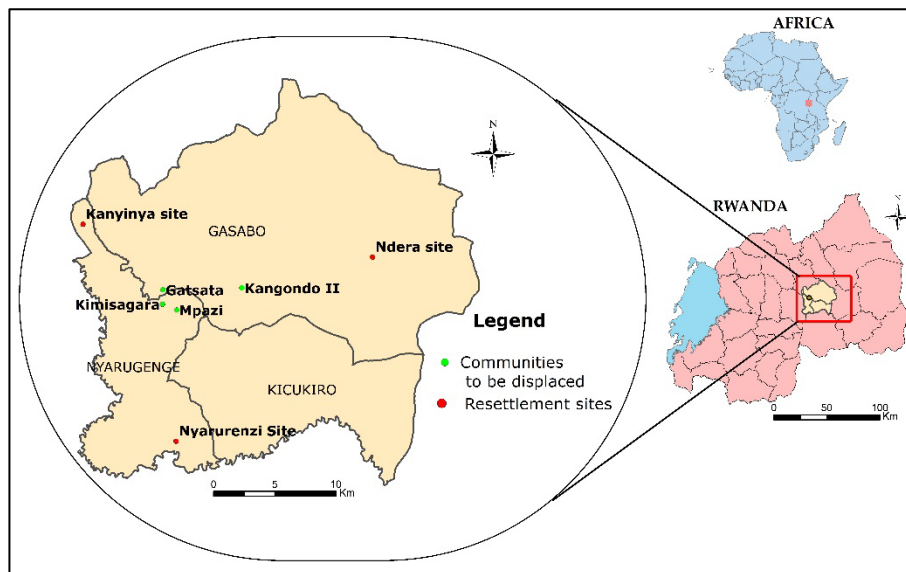 AFRICA
N
Kanyinya site
GASABO
Ndera site
RWANDA
N
Gatsata
Kangondo II
Kimisagara
Mpazi
Legend
Communities
to be displaced
Resettlement sites
NYARUGENGE
KICUKIRO
Nyarurenzi Site
0 5 10
Km
0 50 100
Km